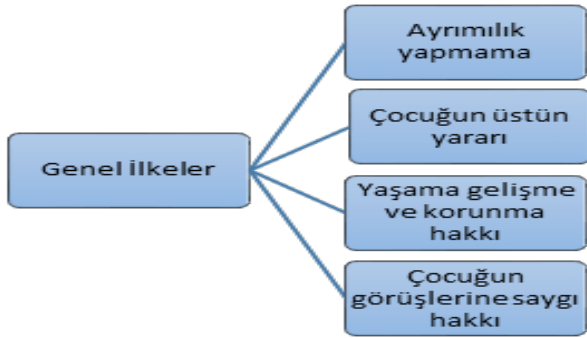 Genel İlkeler
Ayrımılık
yapmama
Çocuğun üstün
yararı
Yaşama gelişme
ve korunma
hakkı
Çocuğun
görüşlerine saygı
hakkı